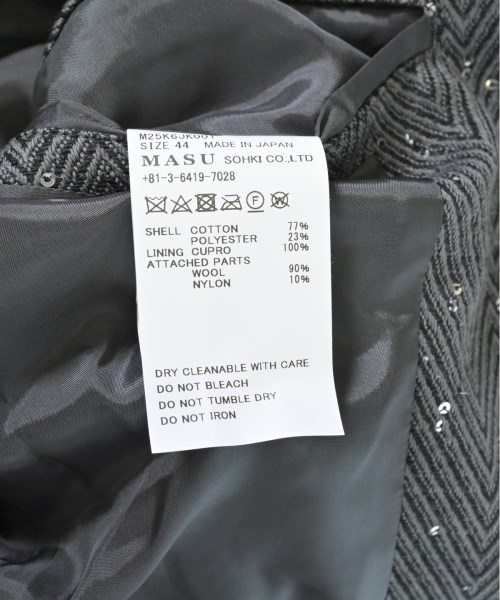 SIZE 44 MADE IN JAPAN
MASU SOHKI CO.,LTD
+81-3-6419-7028
F W
SHELL COTTON 77%
POLYESTER 23%
LINING CUPRO 100%
ATTACHED PARTS
WOOL 90%
NYLON 10%
DRY CLEANABLE WITH CARE
DO NOT BLEACH
DO NOT TUMBLE DRY
DO NOT IRON